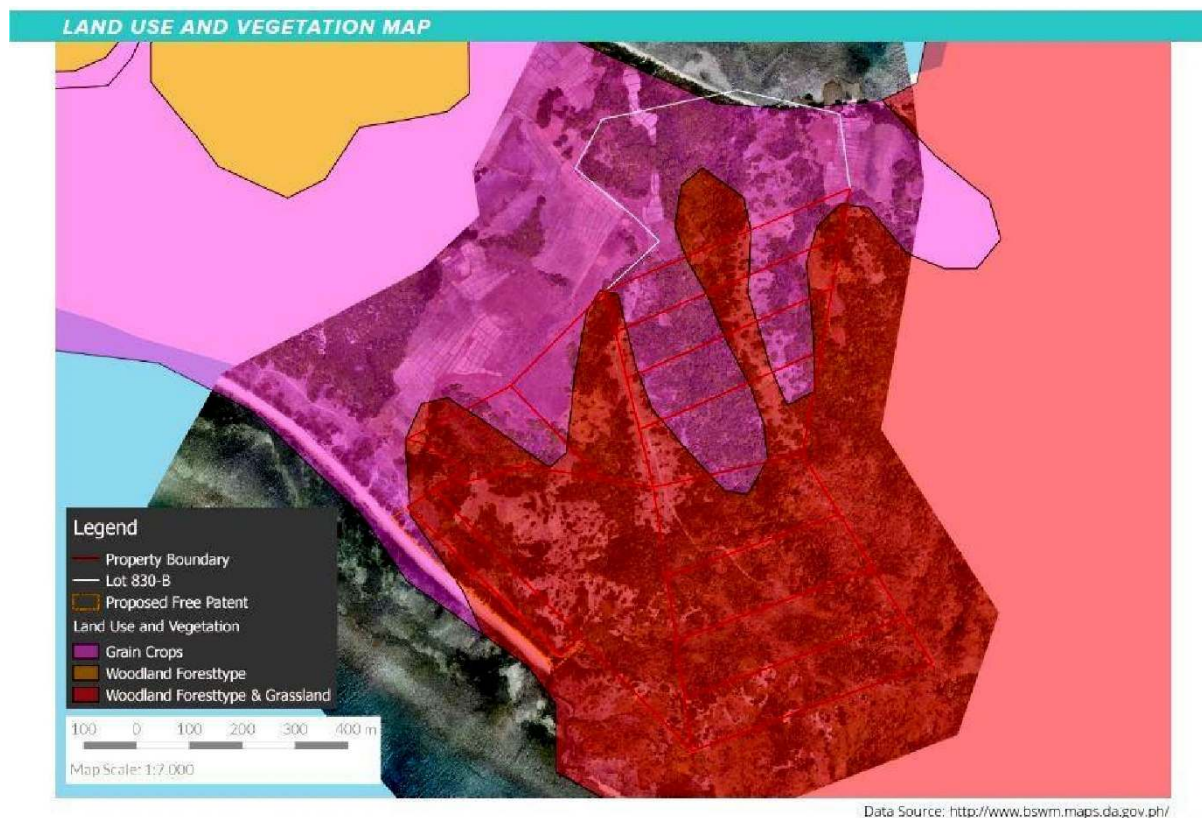 LAND USE AND VEGETATION MAP
Legend
Property Boundary
Lot 830-B
Proposed Free Patent
Land Use and Vegetation
Grain Crops
Woodland Foresttype
Woodland Foresttype & Grassland
100 0 100 200 300 400 m
Map Scale: 1:7.000
Data Source: http://www.bswm.maps.da.gov.ph/